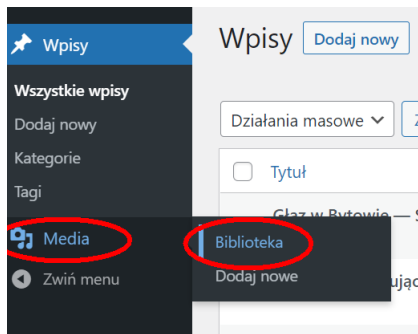 Wpisy
Wszystkie wpisy
Dodaj nowy
Kategorie
Tagi
Media
Zwiń menu
Biblioteka
Dodaj nowe
Wpisy Dodaj nowy
Działania masowe
Tytuł
Głaz w Bytowie — S
ując